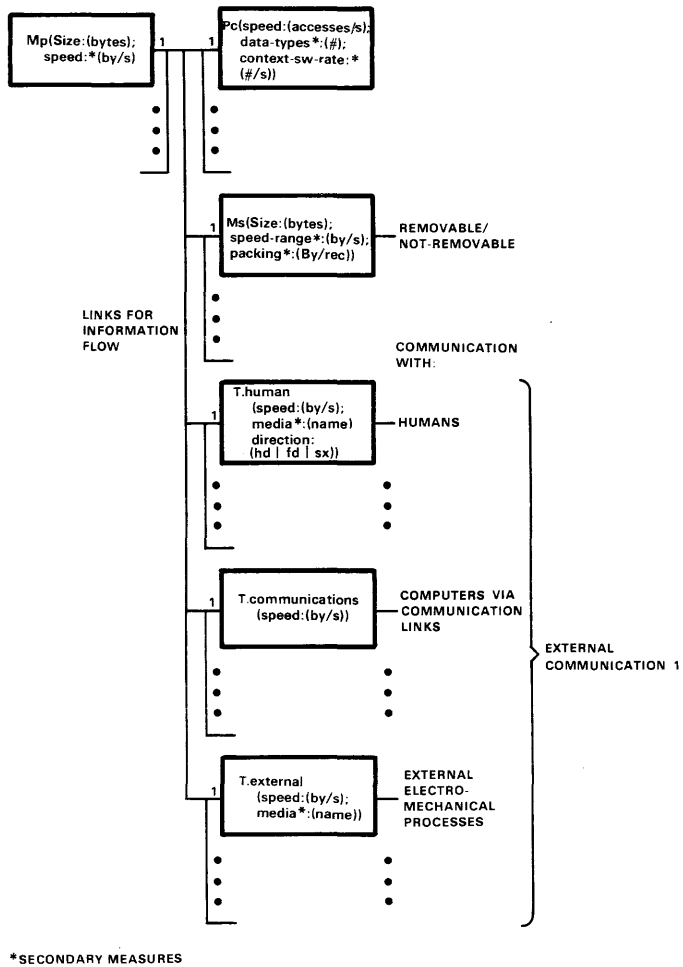 Mp(Size:(bytes);
speed:*(by/s)
1
1
Pc(speed:(accesses/s);
data-types*:(#);
context-sw-rate:*
(#/s))
1
Ms(Size:(bytes);
speed-range*:(by/s);
packing*:(By/rec))
REMOVABLE/
NOT-REMOVABLE
LINKS FOR
INFORMATION
FLOW
COMMUNICATION
WITH:
1
T.human
(speed:(by/s);
media*:(name)
direction:
(hd | fd | sx))
HUMANS
1
T.communications
(speed:(by/s))
COMPUTERS VIA
COMMUNICATION
LINKS
EXTERNAL
COMMUNICATION 1
1
T.external
(speed:(by/s);
media*:(name))
EXTERNAL
ELECTRO-
MECHANICAL
PROCESSES
*SECONDARY MEASURES